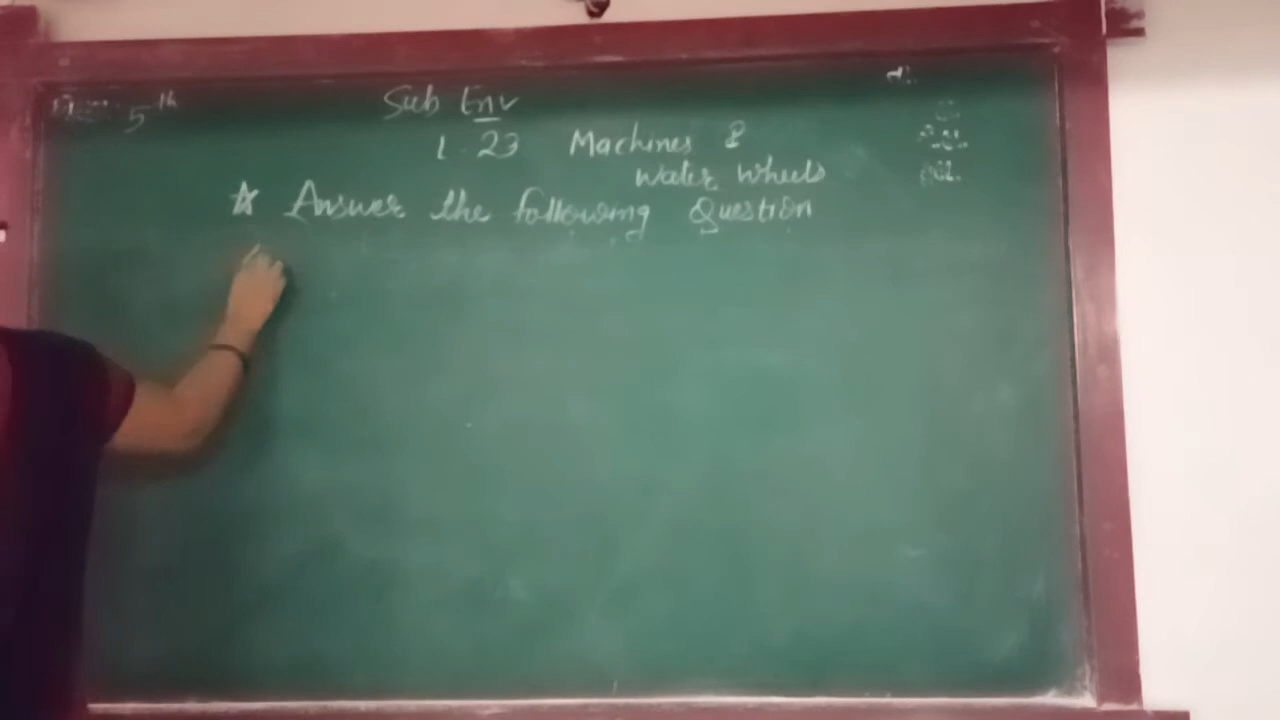 5th
Sub Env
L-23 Machines &
Water Wheels
☆ Answer the following Question